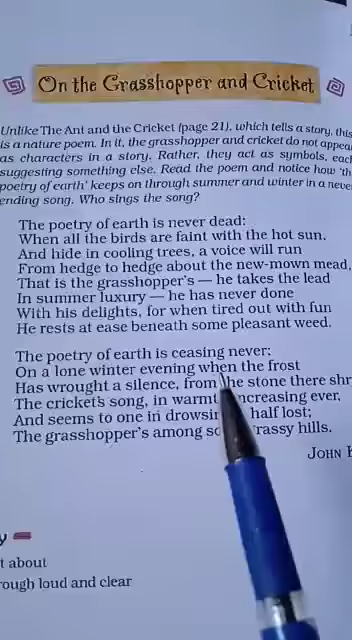 On the Grasshopper and Cricket
Unlike The Ant and the Cricket (page 21), which tells a story, this
is a nature poem. In it, the grasshopper and cricket do not appear
as characters in a story. Rather, they act as symbols, each
suggesting something else. Read the poem and notice how 'the
poetry of earth' keeps on through summer and winter in a never
ending song. Who sings the song?
The poetry of earth is never dead:
When all the birds are faint with the hot sun,
And hide in cooling trees, a voice will run
From hedge to hedge about the new-mown mead,
That is the grasshopper's — he takes the lead
In summer luxury — he has never done
With his delights, for when tired out with fun
He rests at ease beneath some pleasant weed.
The poetry of earth is ceasing never:
On a lone winter evening when the frost
Has wrought a silence, from the stone there
The cricket's song, in warmth increasing ever,
And seems to one in half lost;
The grasshopper's among grassy hills.
JOHN
about
loud and clear